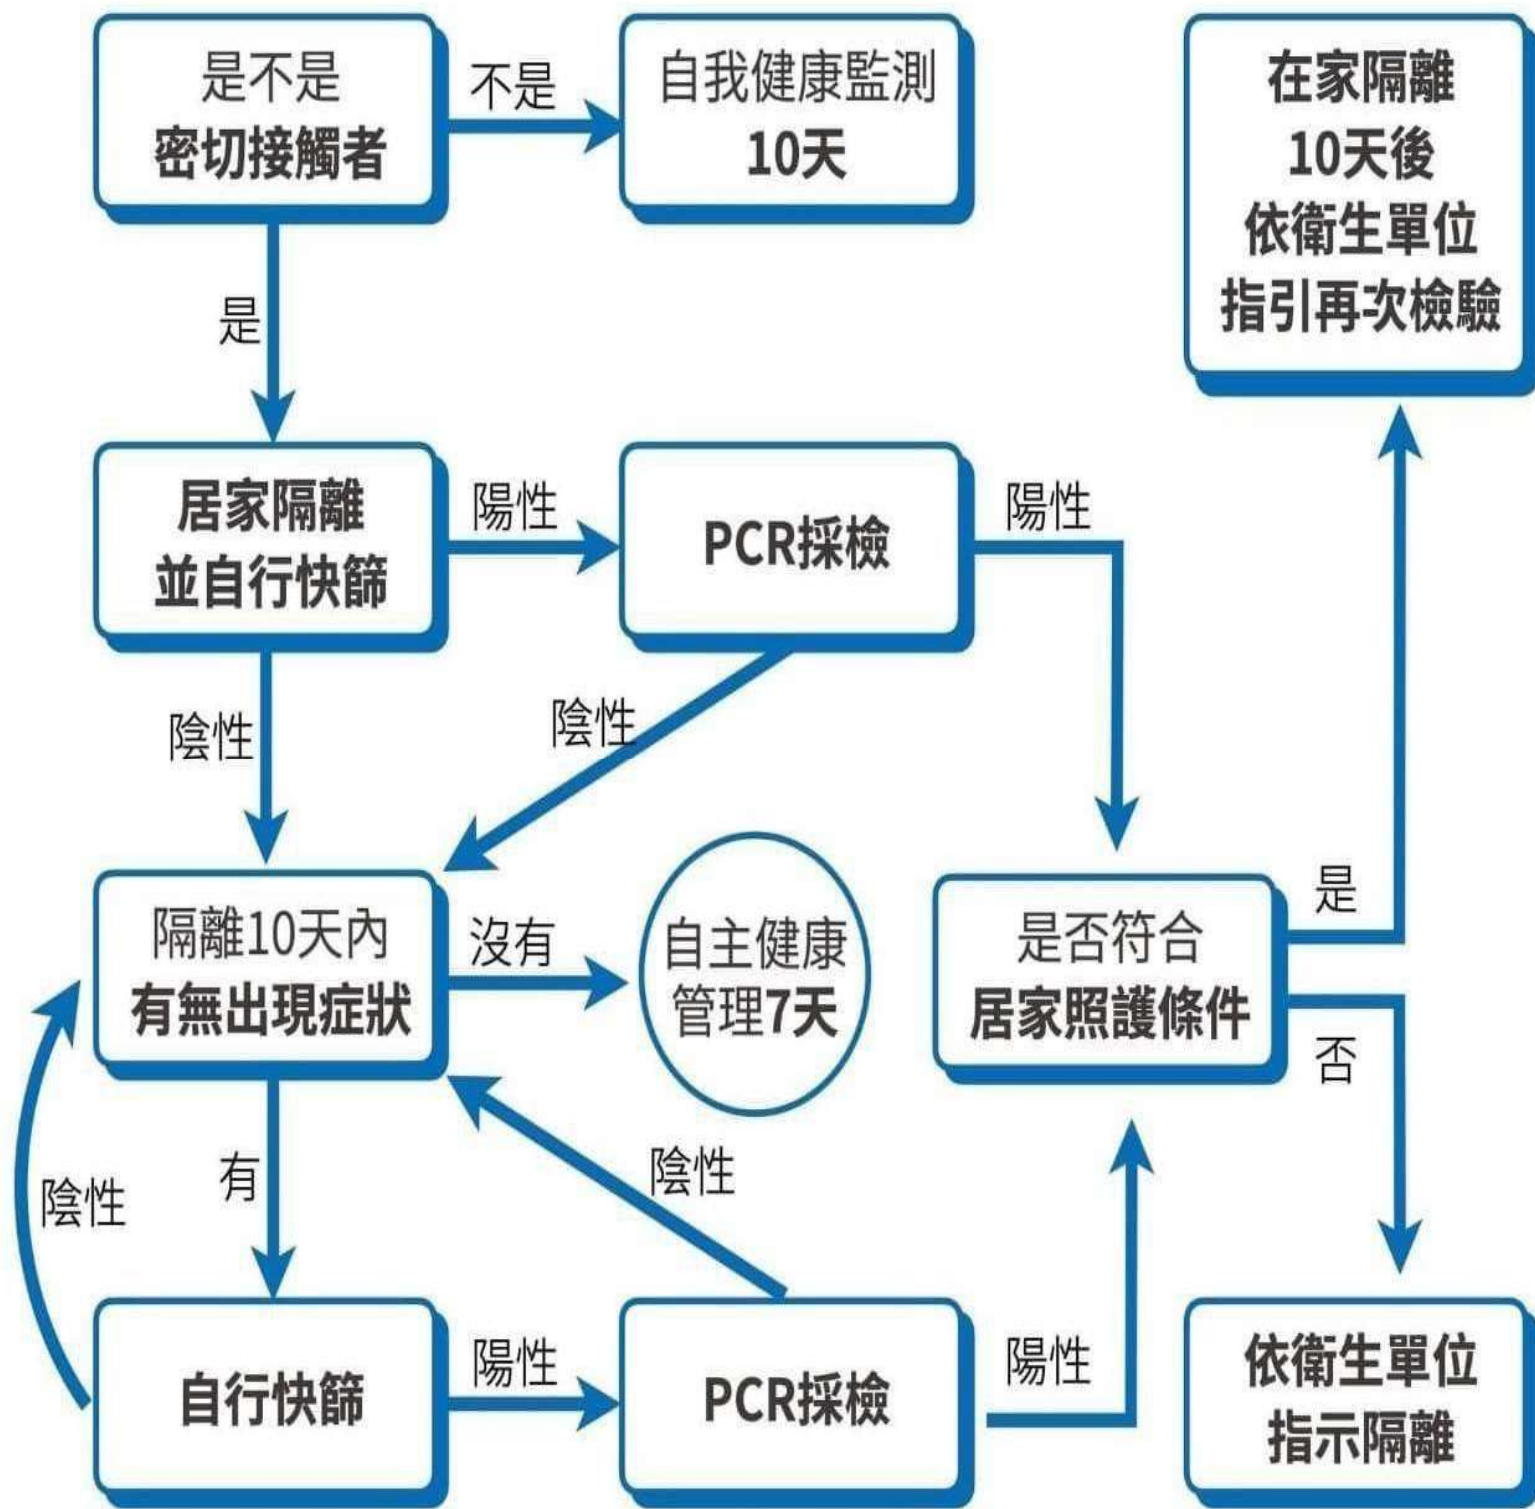 是不是
密切接觸者
不是
自我健康監測
10天
在家隔離
10天後
依衛生單位
指引再次檢驗
是
居家隔離
並自行快篩
陽性
PCR採檢
陽性
陰性
陰性
隔離10天內
有無出現症狀
沒有
自主健康
管理7天
是否符合
居家照護條件
是
否
陰性
有
陰性
自行快篩
陽性
PCR採檢
陽性
依衛生單位
指示隔離